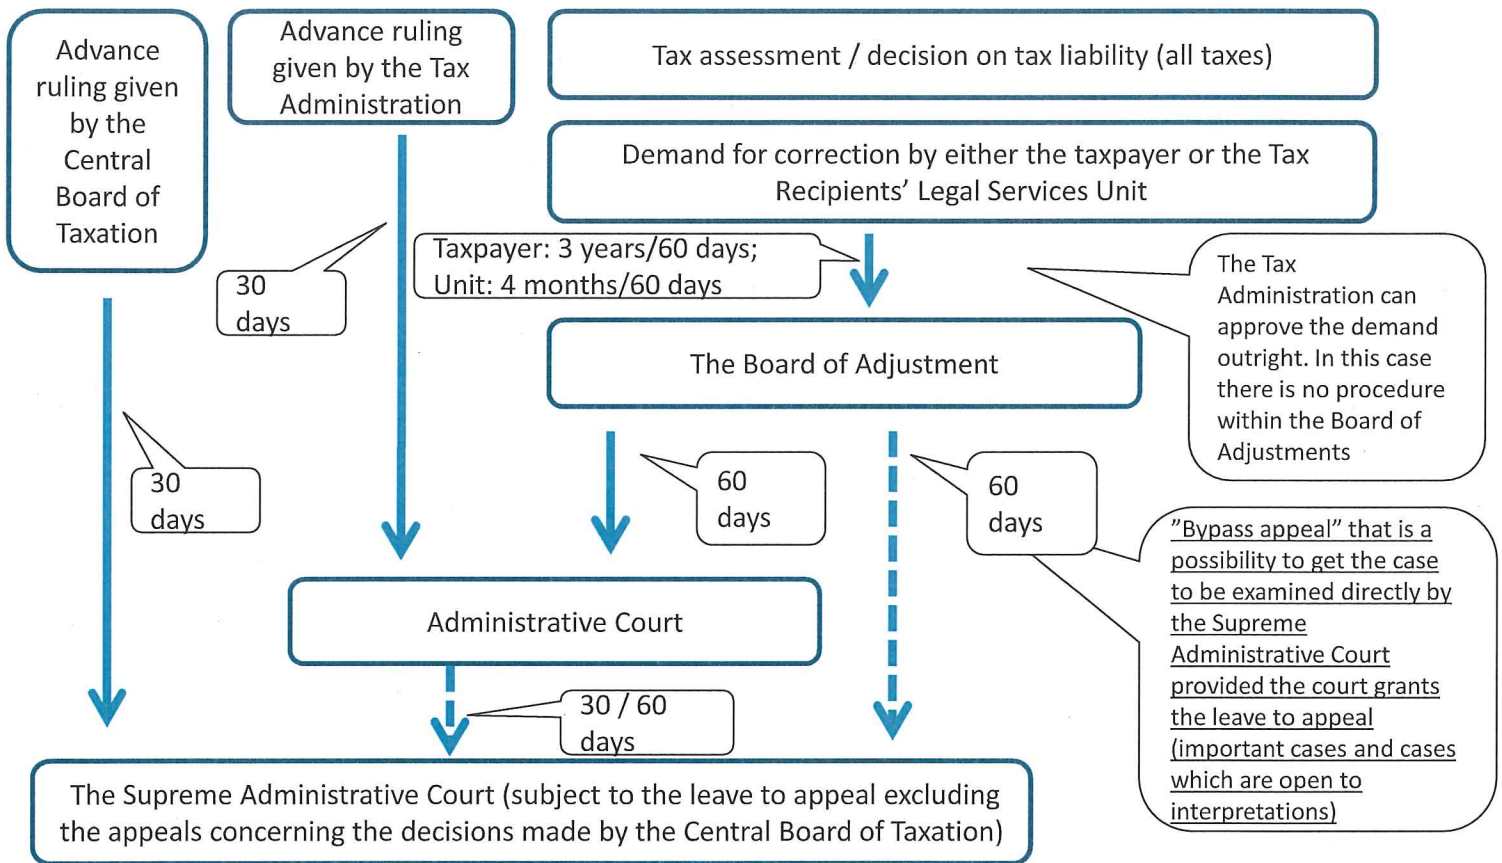 Advance
ruling given
by the
Central
Board of
Taxation
Advance ruling
given by the Tax
Administration
Tax assessment / decision on tax liability (all taxes)
Demand for correction by either the taxpayer or the Tax
Recipients’ Legal Services Unit
30
days
Taxpayer: 3 years/60 days;
Unit: 4 months/60 days
The Tax
Administration can
approve the demand
outright. In this case
there is no procedure
within the Board of
Adjustments
The Board of Adjustment
30
days
60
days
60
days
”Bypass appeal” that is a
possibility to get the case
to be examined directly by
the Supreme
Administrative Court
provided the court grants
the leave to appeal
(important cases and cases
which are open to
interpretations)
Administrative Court
30 / 60
days
The Supreme Administrative Court (subject to the leave to appeal excluding
the appeals concerning the decisions made by the Central Board of Taxation)